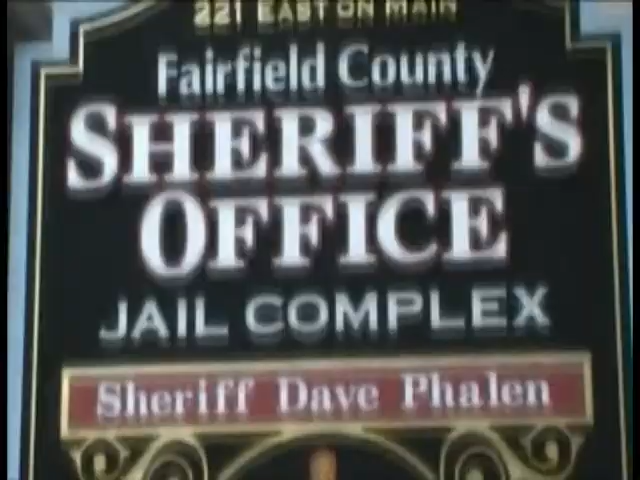 221 EAST ON MAIN
Fairfield County
SHERIFF'S
OFFICE
JAIL COMPLEX
Sheriff Dave Phalen